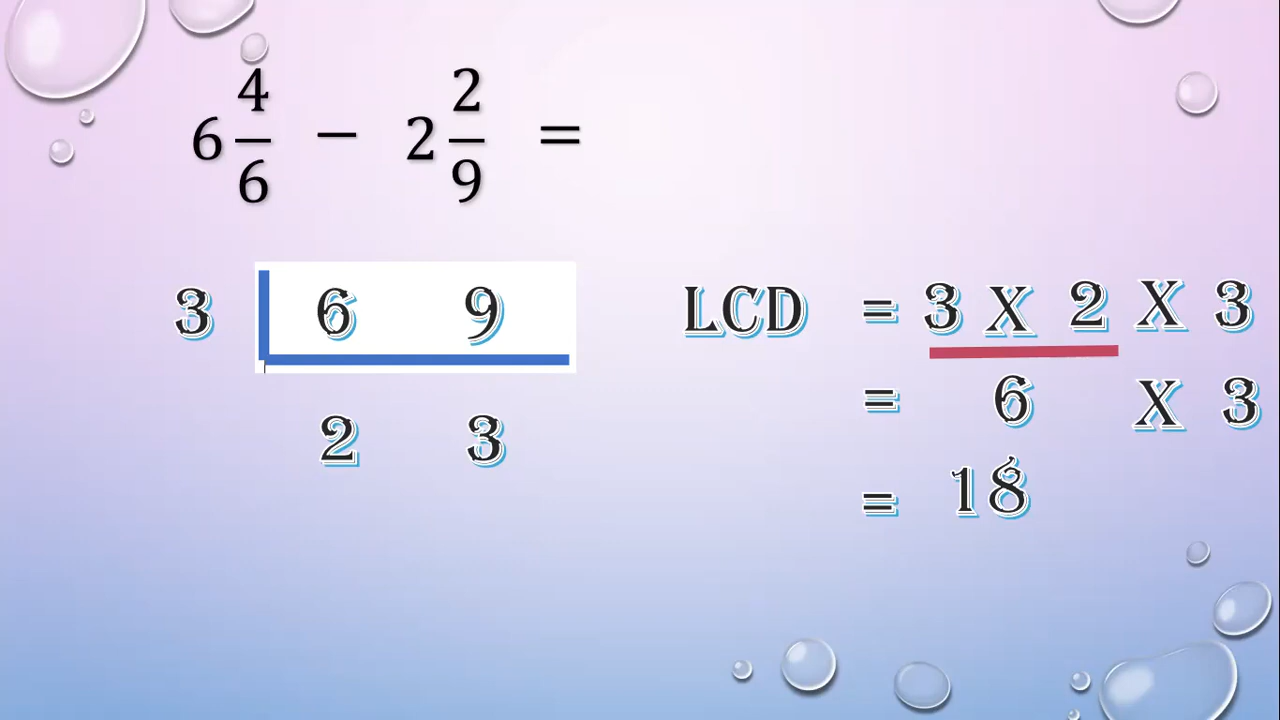 6 4/6 − 2 2/9 =
3 6 9
2 3
LCD = 3 X 2 X 3
= 6 X 3
= 18